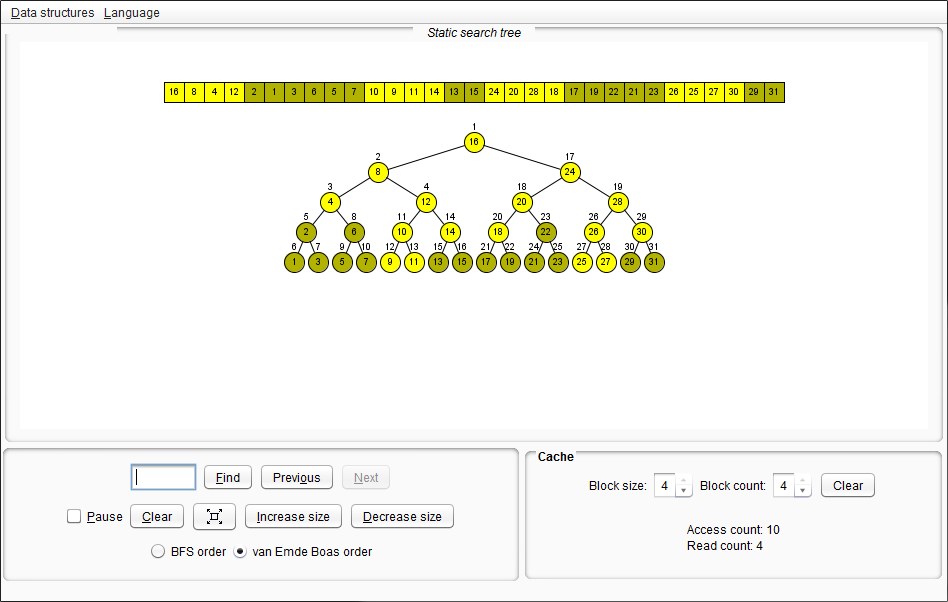 Data structures Language
Static search tree
16 8 4 12 2 1 3 6 5 7 10 9 11 14 13 15 24 20 28 18 17 19 22 21 23 26 25 27 30 29 31
1
16
2 17
8 24
3 4 18 19
4 12 20 28
5 8 11 14 20 23 26 29
2 6 10 14 18 22 26 30
6 7 9 10 12 13 15 16 21 22 24 25 27 28 30 31
1 3 5 7 9 11 13 15 17 19 21 23 25 27 29 31
Find Previous Next
Pause Clear Increase size Decrease size
BFS order van Emde Boas order
Cache
Block size: 4 Block count: 4 Clear
Access count: 10
Read count: 4